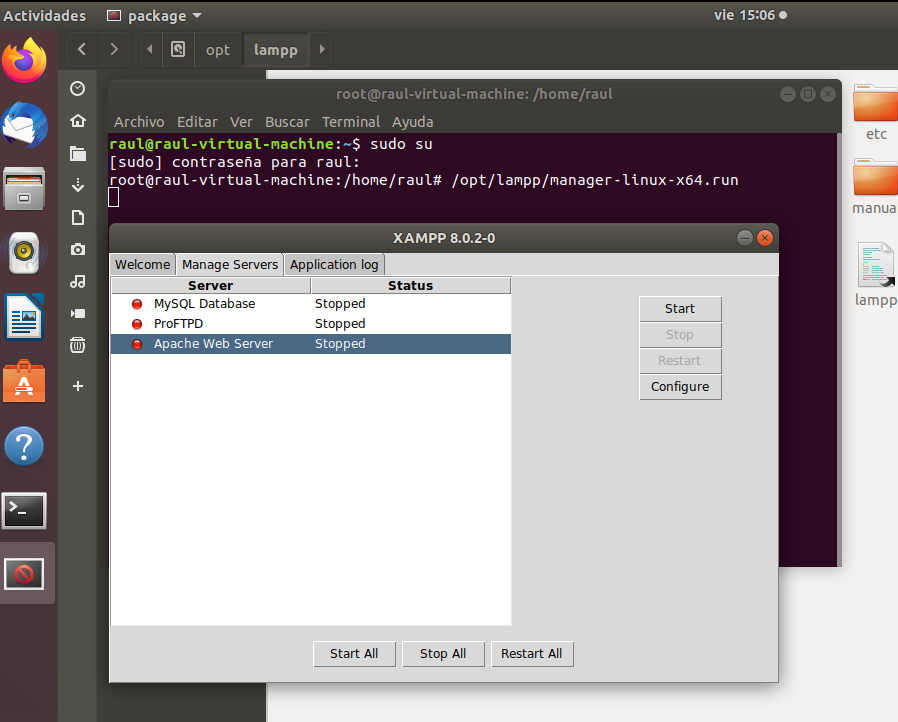 Actividades package vie 15:06
opt lampp
root@raul-virtual-machine: /home/raul
Archivo Editar Ver Buscar Terminal Ayuda
raul@raul-virtual-machine:~$ sudo su
[sudo] contraseña para raul:
root@raul-virtual-machine:/home/raul# /opt/lampp/manager-linux-x64.run
etc
manua
lampp
XAMPP 8.0.2-0
Welcome Manage Servers Application log
Server Status
MySQL Database Stopped
ProFTPD Stopped
Apache Web Server Stopped
Start
Stop
Restart
Configure
Start All Stop All Restart All